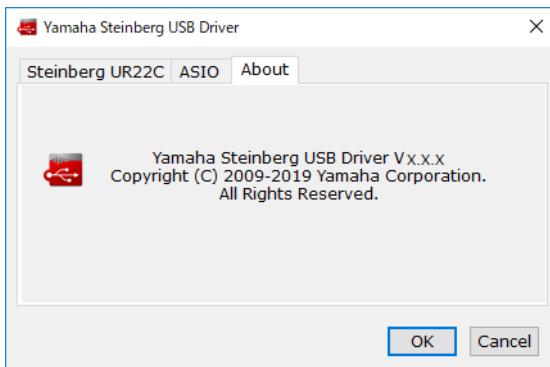 Yamaha Steinberg USB Driver
Steinberg UR22C ASIO About
Yamaha Steinberg USB Driver Vx.x.x
Copyright (C) 2009-2019 Yamaha Corporation.
All Rights Reserved.
OK Cancel